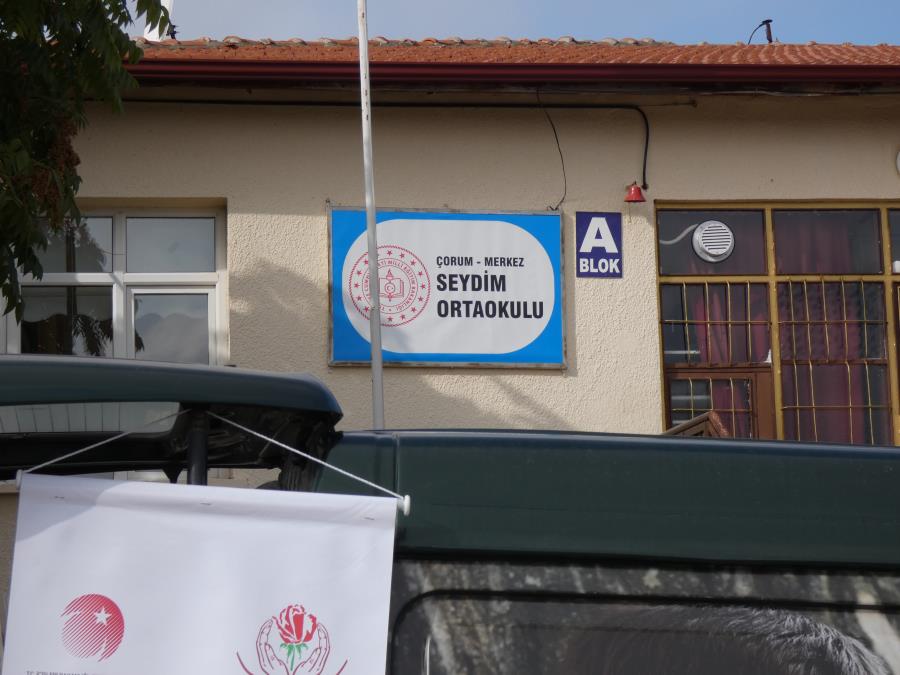 ÇORUM - MERKEZ
SEYDİM
ORTAOKULU
A
BLOK